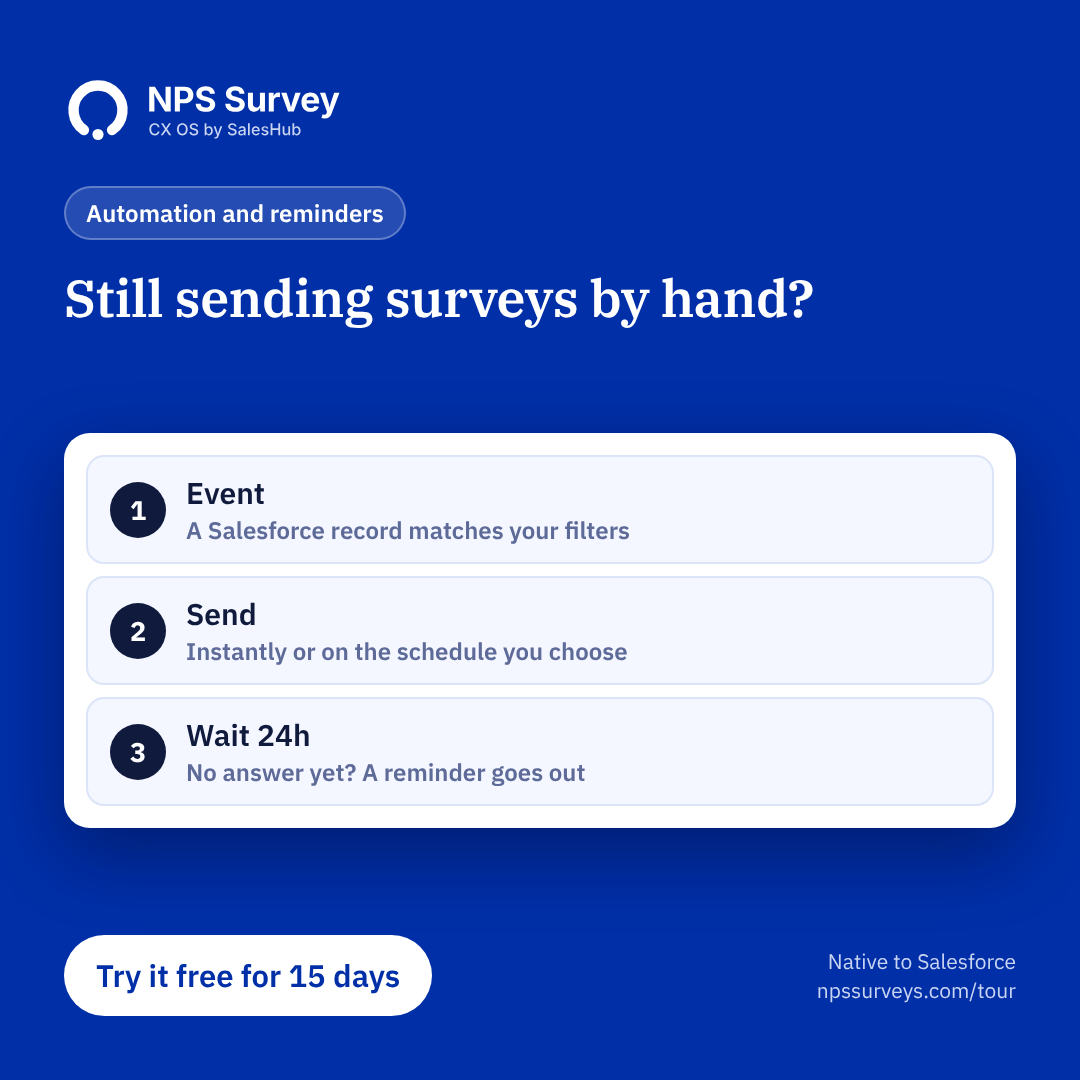 NPS Survey
CX OS by SalesHub
Automation and reminders
Still sending surveys by hand?
1
Event
A Salesforce record matches your filters
2
Send
Instantly or on the schedule you choose
3
Wait 24h
No answer yet? A reminder goes out
Try it free for 15 days
Native to Salesforce
npssurveys.com/tour